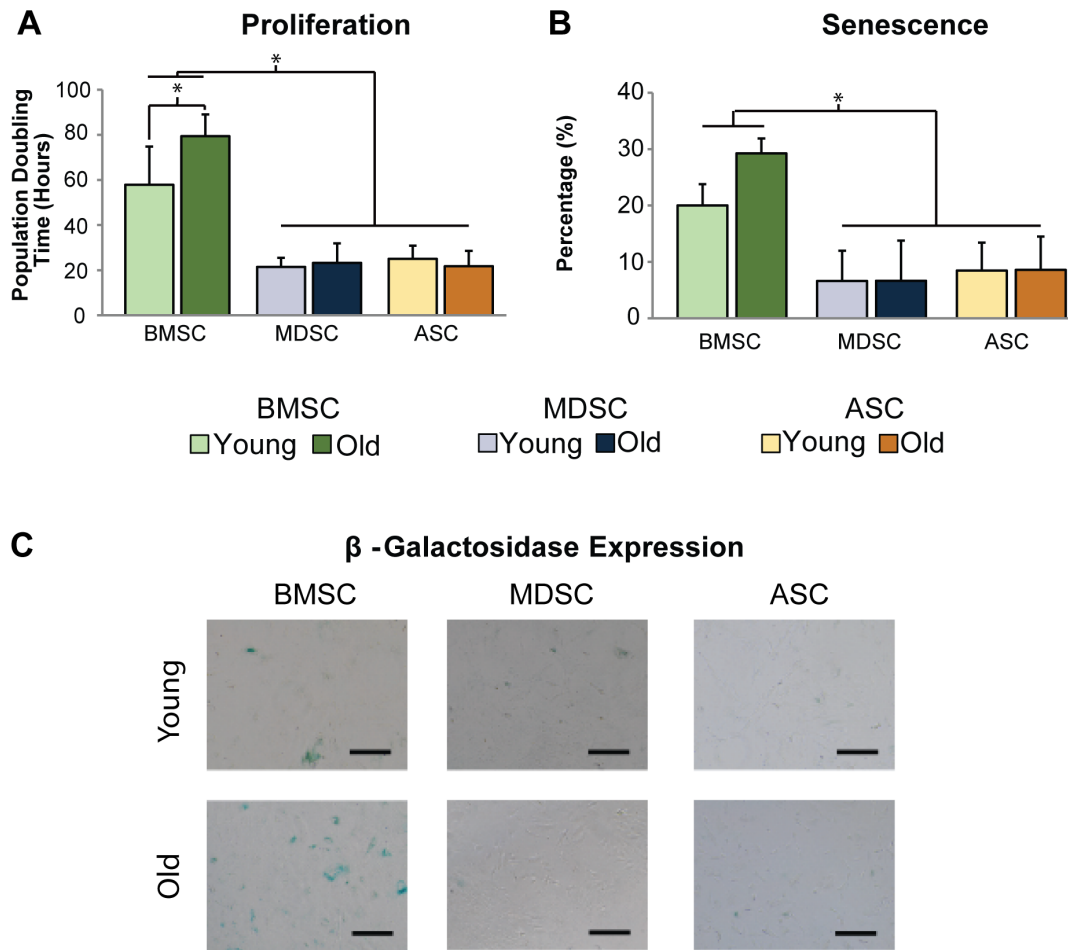 A
Proliferation
Population Doubling
Time (Hours)
100
80
60
40
20
0
*
*
BMSC
MDSC
ASC
B
Senescence
Percentage (%)
40
30
20
10
0
*
BMSC
MDSC
ASC
BMSC
Young Old
MDSC
Young Old
ASC
Young Old
C
β -Galactosidase Expression
BMSC
MDSC
ASC
Young
Old